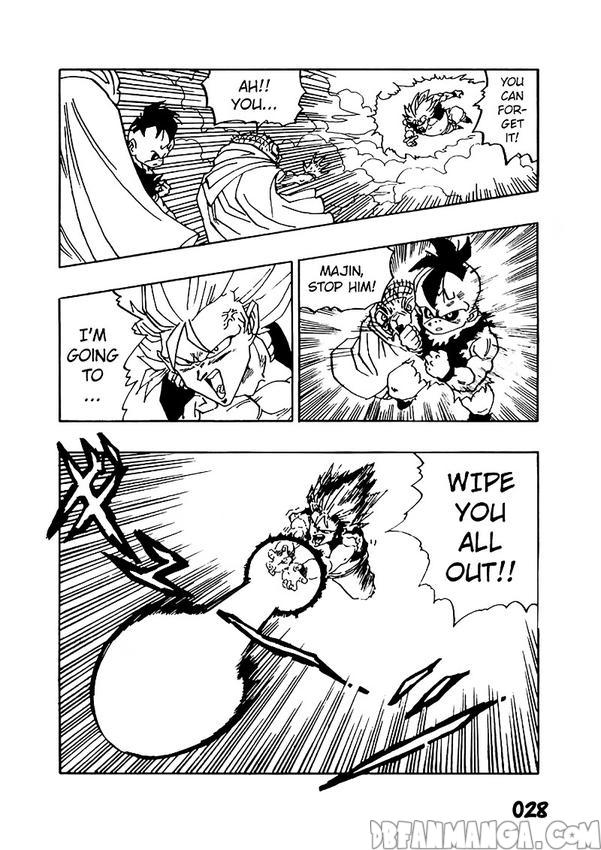 AH!!
YOU...
YOU
CAN
FOR-
GET
IT!
I'M
GOING
TO
...
MAJIN,
STOP HIM!
WIPE
YOU
ALL
OUT!!
028
DBFANMANGA.COM